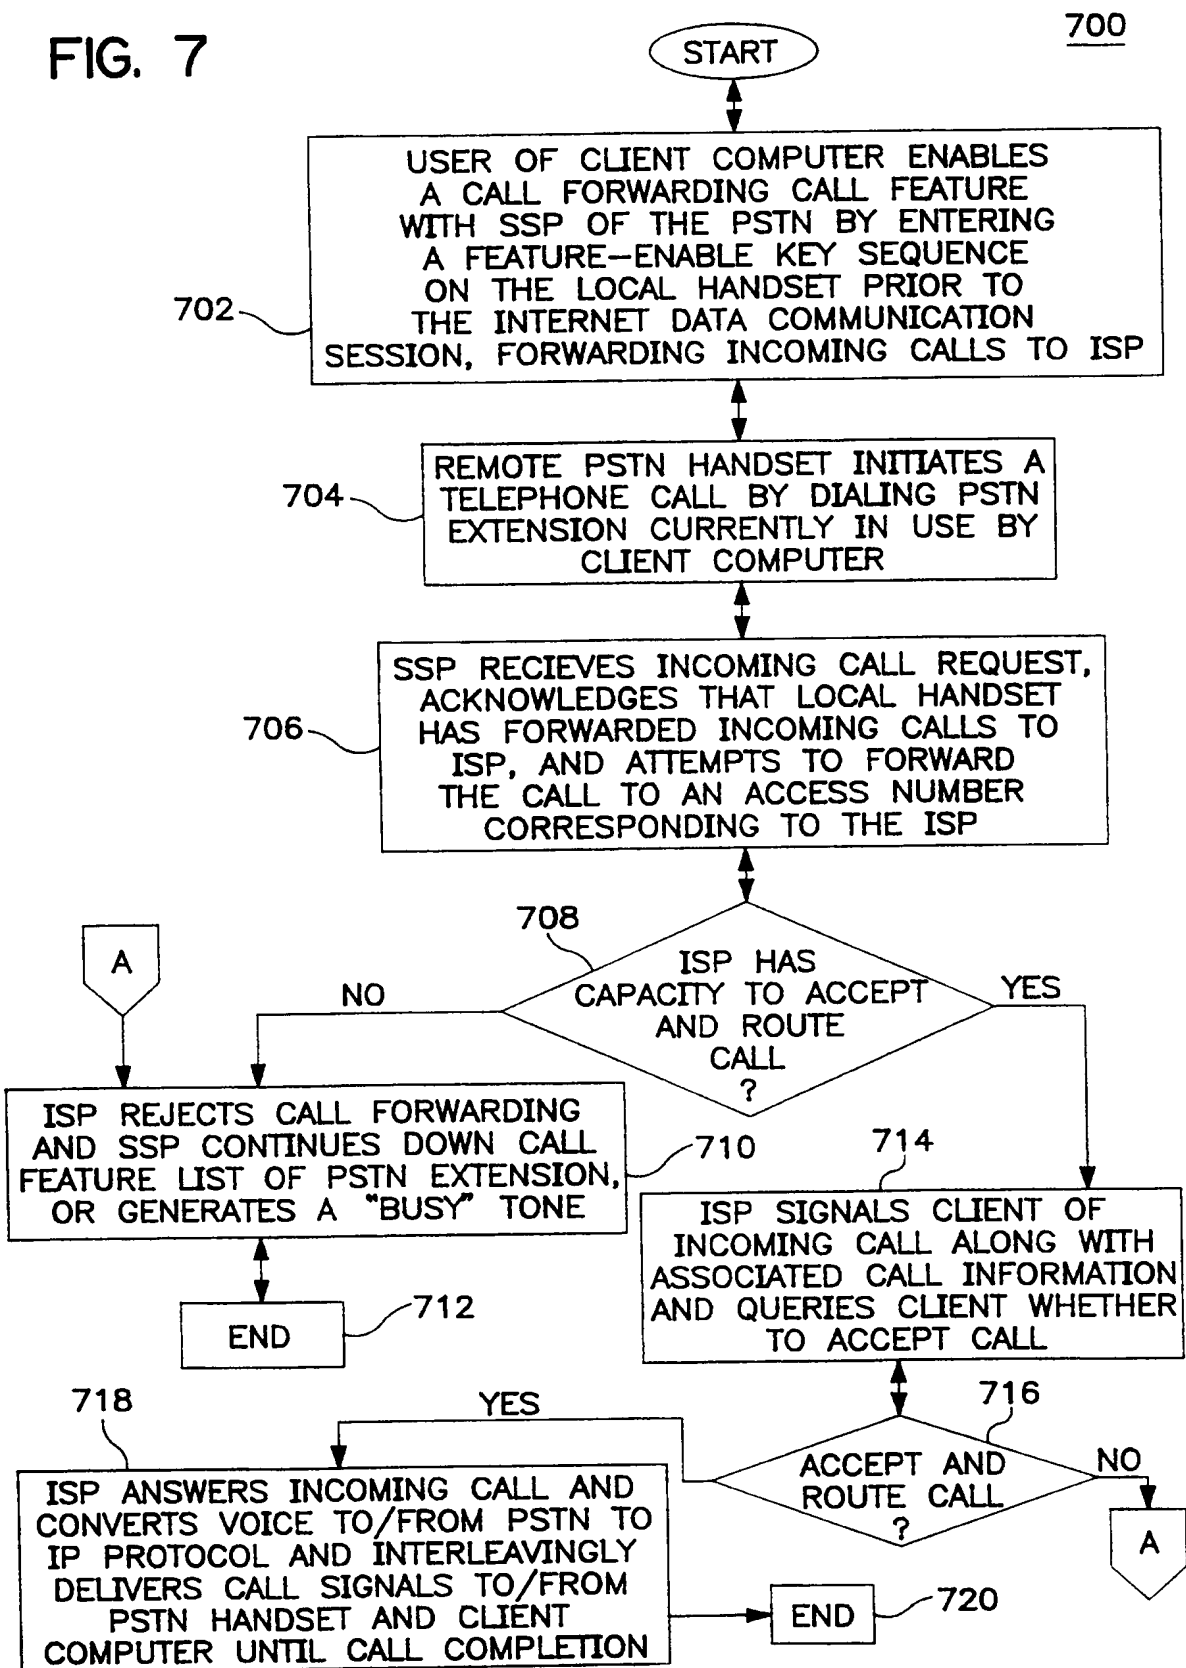 FIG. 7
700
START
USER OF CLIENT COMPUTER ENABLES
A CALL FORWARDING CALL FEATURE
WITH SSP OF THE PSTN BY ENTERING
A FEATURE-ENABLE KEY SEQUENCE
ON THE LOCAL HANDSET PRIOR TO
THE INTERNET DATA COMMUNICATION
SESSION, FORWARDING INCOMING CALLS TO ISP
702
REMOTE PSTN HANDSET INITIATES A
TELEPHONE CALL BY DIALING PSTN
EXTENSION CURRENTLY IN USE BY
CLIENT COMPUTER
704
SSP RECIEVES INCOMING CALL REQUEST,
ACKNOWLEDGES THAT LOCAL HANDSET
HAS FORWARDED INCOMING CALLS TO
ISP, AND ATTEMPTS TO FORWARD
THE CALL TO AN ACCESS NUMBER
CORRESPONDING TO THE ISP
706
708
ISP HAS
CAPACITY TO ACCEPT
AND ROUTE
CALL
?
A
NO
YES
ISP REJECTS CALL FORWARDING
AND SSP CONTINUES DOWN CALL
FEATURE LIST OF PSTN EXTENSION,
OR GENERATES A "BUSY" TONE
710
END
712
714
ISP SIGNALS CLIENT OF
INCOMING CALL ALONG WITH
ASSOCIATED CALL INFORMATION
AND QUERIES CLIENT WHETHER
TO ACCEPT CALL
716
ACCEPT AND
ROUTE CALL
?
YES
NO
A
718
ISP ANSWERS INCOMING CALL AND
CONVERTS VOICE TO/FROM PSTN TO
IP PROTOCOL AND INTERLEAVINGLY
DELIVERS CALL SIGNALS TO/FROM
PSTN HANDSET AND CLIENT
COMPUTER UNTIL CALL COMPLETION
END
720